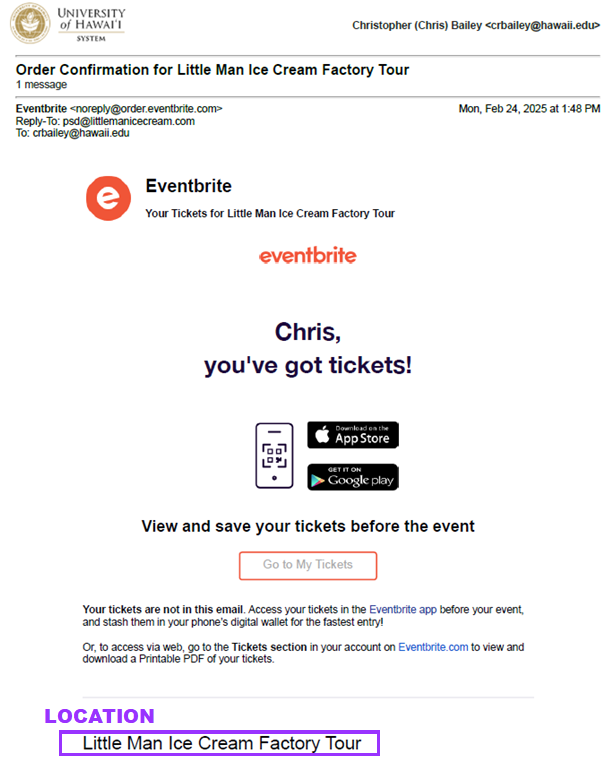 UNIVERSITY
OF HAWAI'I
SYSTEM
Christopher (Chris) Bailey <crbailey@hawaii.edu>
Order Confirmation for Little Man Ice Cream Factory Tour
1 message
Eventbrite <noreply@order.eventbrite.com>
Mon, Feb 24, 2025 at 1:48 PM
Reply-To: psd@littlemanicecream.com
To: crbailey@hawaii.edu
Eventbrite
Your Tickets for Little Man Ice Cream Factory Tour
eventbrite
Chris,
you've got tickets!
Download on the
App Store
GET IT ON
Google play
View and save your tickets before the event
Go to My Tickets
Your tickets are not in this email. Access your tickets in the Eventbrite app before your event,
and stash them in your phone's digital wallet for the fastest entry!
Or, to access via web, go to the Tickets section in your account on Eventbrite.com to view and
download a Printable PDF of your tickets.
LOCATION
Little Man Ice Cream Factory Tour